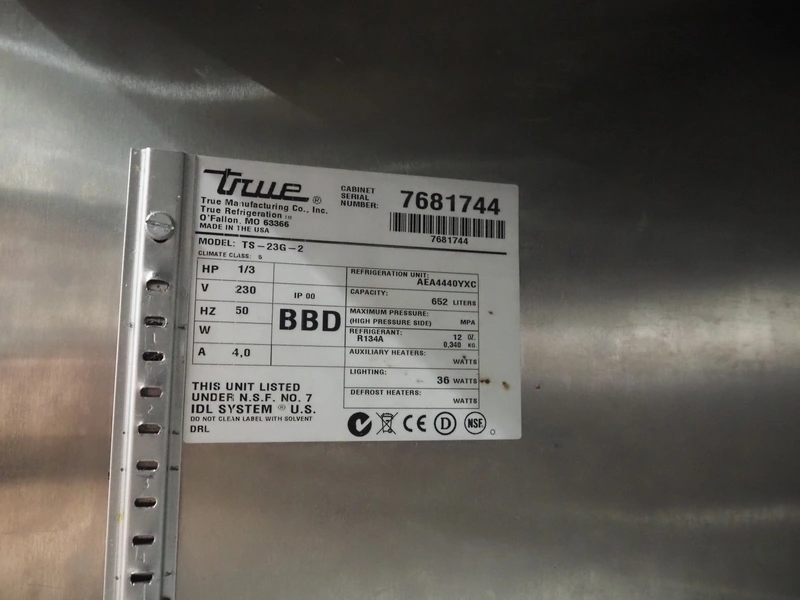 true ®
True Manufacturing Co., Inc.
True Refrigeration
O'Fallon, MO 63366
MADE IN THE USA
CABINET
SERIAL
NUMBER:
7681744
7681744
MODEL: TS-23G-2
CLIMATE CLASS: 5
HP 1/3
V 230
HZ 50
W
A 4,0
IP 00
BBD
REFRIGERATION UNIT:
AEA4440YXC
CAPACITY:
652 LITERS
MAXIMUM PRESSURE:
(HIGH PRESSURE SIDE) MPA
REFRIGERANT:
R134A 12 OZ.
0,340 KG
AUXILIARY HEATERS:
WATTS
LIGHTING:
36 WATTS
DEFROST HEATERS:
WATTS
THIS UNIT LISTED
UNDER N.S.F. NO. 7
IDL SYSTEM ® U.S.
DO NOT CLEAN LABEL WITH SOLVENT
DRL
CE D NSF